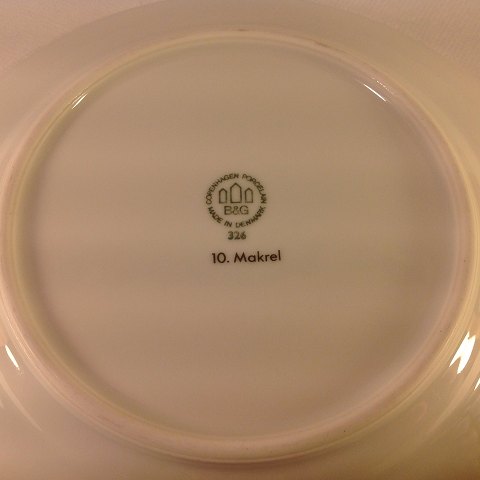 COPENHAGEN PORCELAIN
B&G
MADE IN DENMARK
326
10. Makrel